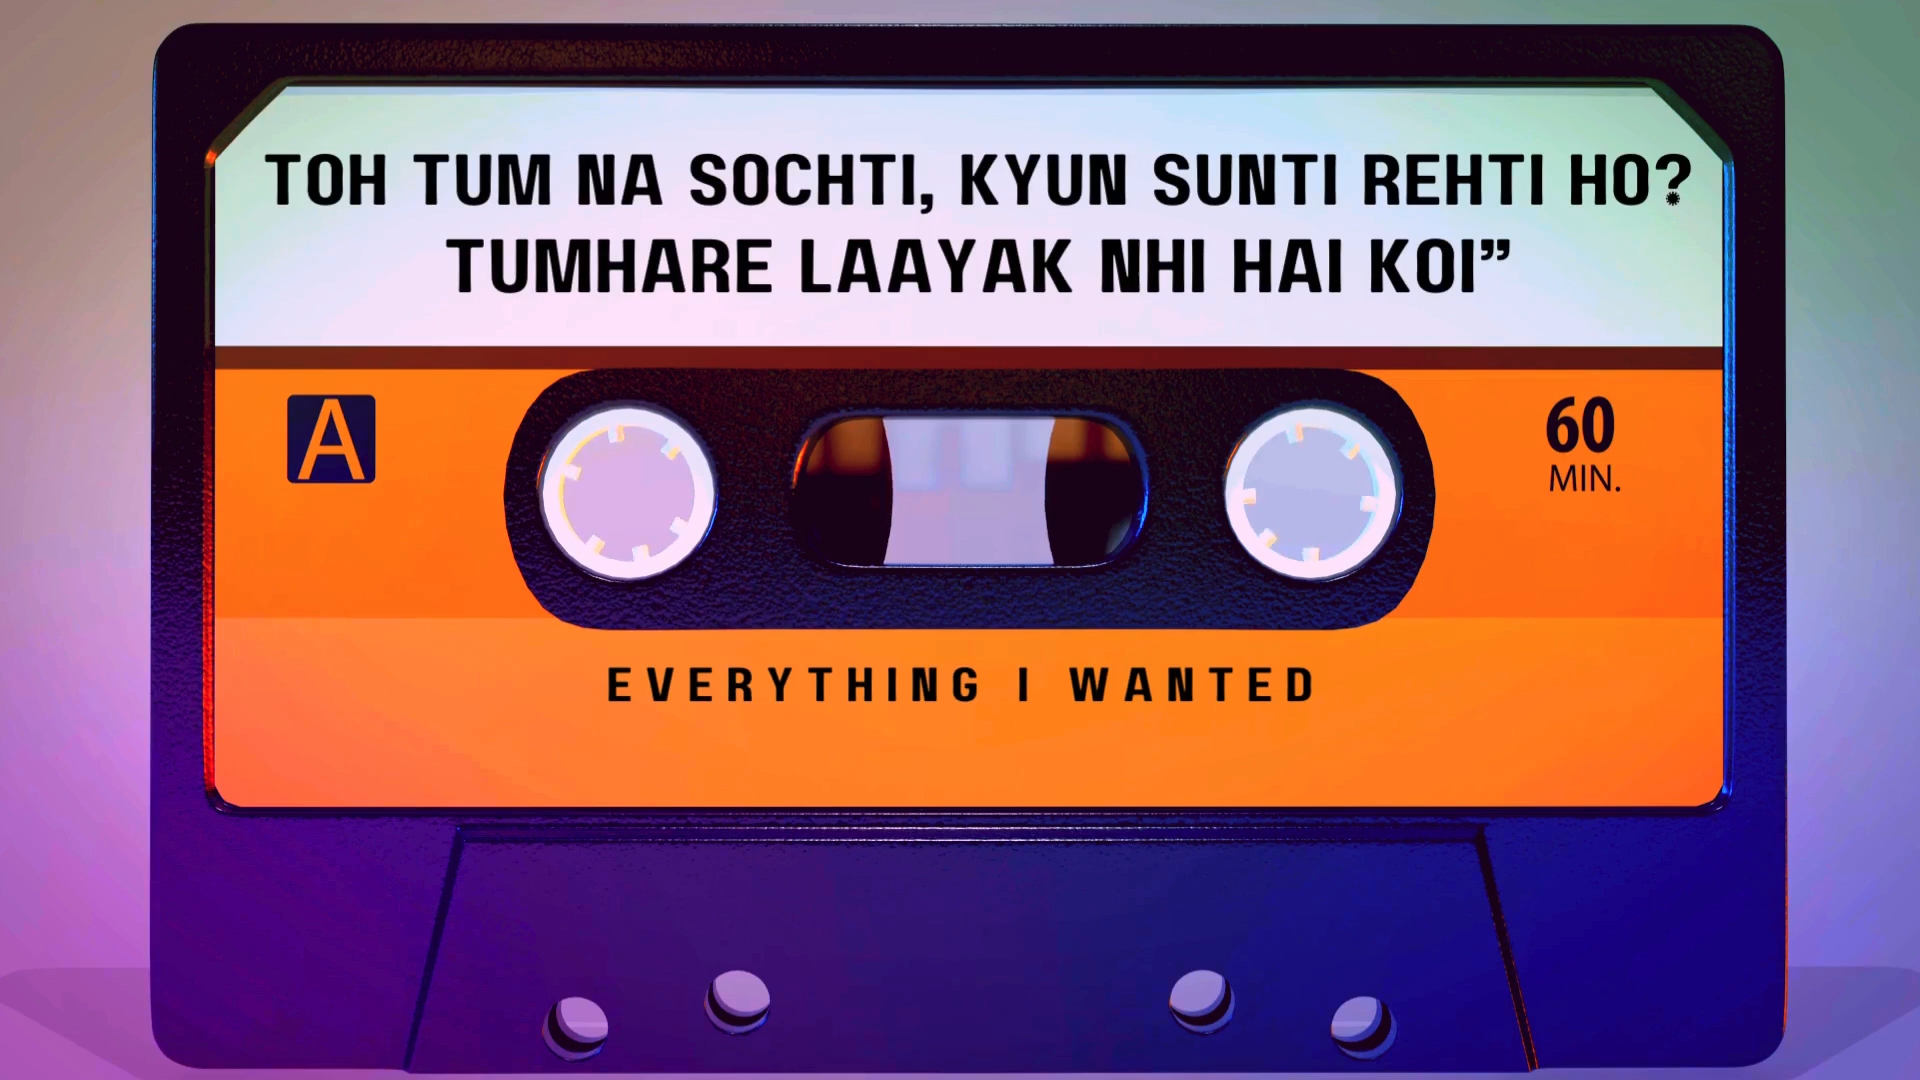 TOH TUM NA SOCHTI, KYUN SUNTI REHTI HO?
TUMHARE LAAYAK NHI HAI KOI”
A
60
MIN.
EVERYTHING I WANTED